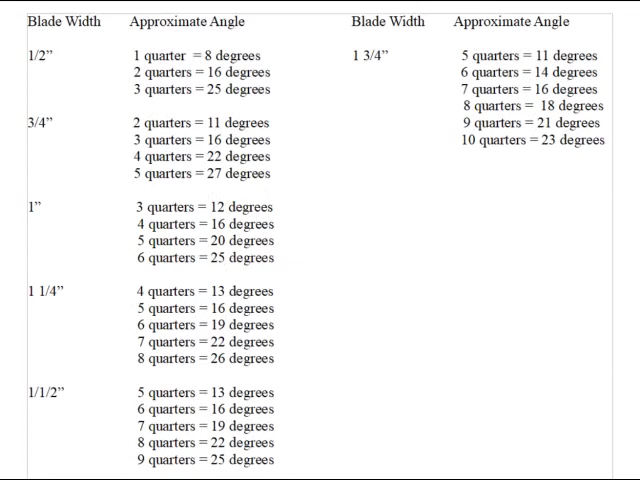 Blade Width Approximate Angle
1/2” 1 quarter = 8 degrees
2 quarters = 16 degrees
3 quarters = 25 degrees
3/4” 2 quarters = 11 degrees
3 quarters = 16 degrees
4 quarters = 22 degrees
5 quarters = 27 degrees
1” 3 quarters = 12 degrees
4 quarters = 16 degrees
5 quarters = 20 degrees
6 quarters = 25 degrees
1 1/4” 4 quarters = 13 degrees
5 quarters = 16 degrees
6 quarters = 19 degrees
7 quarters = 22 degrees
8 quarters = 26 degrees
1/1/2” 5 quarters = 13 degrees
6 quarters = 16 degrees
7 quarters = 19 degrees
8 quarters = 22 degrees
9 quarters = 25 degrees
Blade Width Approximate Angle
1 3/4” 5 quarters = 11 degrees
6 quarters = 14 degrees
7 quarters = 16 degrees
8 quarters = 18 degrees
9 quarters = 21 degrees
10 quarters = 23 degrees